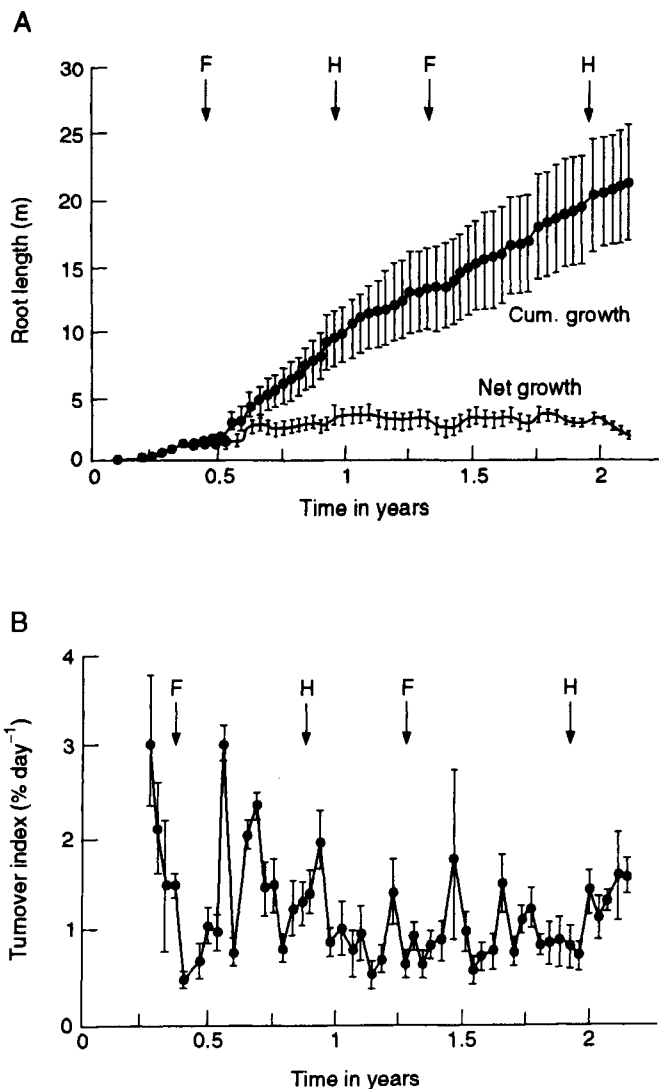 A
F H F H
30
25
20
15
10
5
0
Root length (m)
Cum. growth
Net growth
0 0.5 1 1.5 2
Time in years
B
F H F H
4
3
2
1
0
Turnover index (% day⁻¹)
0 0.5 1 1.5 2
Time in years